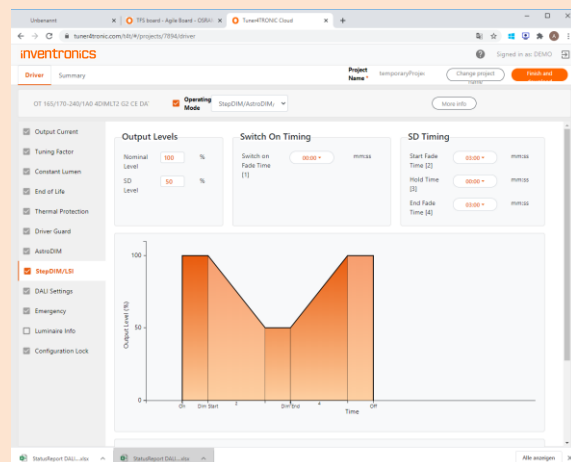 Unbenannt
TFS board - Agile Board - OSRAM
Tuner4TRONIC Cloud
tuner4tronic.com/t4t/#/projects/7894/driver
inventronics
Signed in as: DEMO
Driver
Summary
Project Name *
temporaryProje
Change project name
Finish and
OT 165/170-240/1A0 4DIMLT2 G2 CE DA
Operating Mode
StepDIM/AstroDIM/
More info
Output Current
Tuning Factor
Constant Lumen
End of Life
Thermal Protection
Driver Guard
AstroDIM
StepDIM/LSI
DALI Settings
Emergency
Luminaire Info
Configuration Lock
Output Levels
Nominal Level
100
%
SD Level
50
%
Switch On Timing
Switch on Fade Time [1]
00:00
mm:ss
SD Timing
Start Fade Time [2]
03:00
mm:ss
Hold Time [3]
00:00
mm:ss
End Fade Time [4]
03:00
mm:ss
100
50
0
Output Level (%)
On
Dim Start
2
Dim End
4
Off
Time
StatusReport DALI....xlsx
StatusReport DALI....xlsx
Alle anzeigen